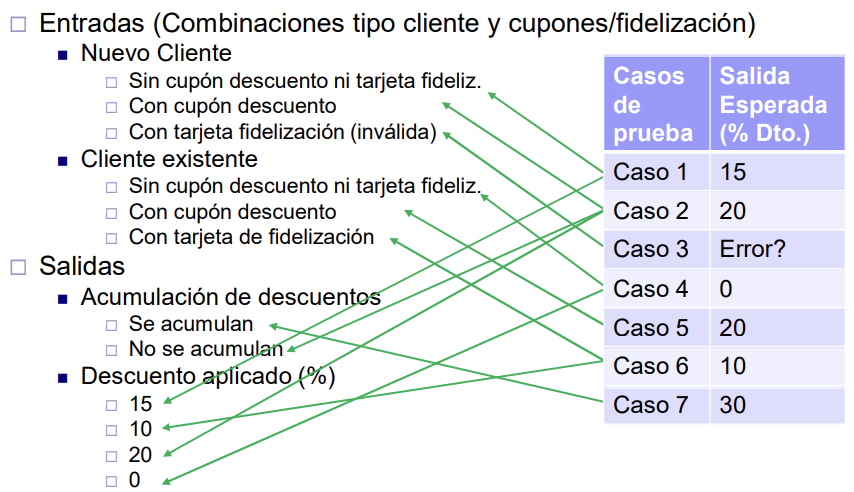 Entradas (Combinaciones tipo cliente y cupones/fidelización)
Nuevo Cliente
Sin cupón descuento ni tarjeta fideliz.
Con cupón descuento
Con tarjeta fidelización (inválida)
Cliente existente
Sin cupón descuento ni tarjeta fideliz.
Con cupón descuento
Con tarjeta de fidelización
Salidas
Acumulación de descuentos
Se acumulan
No se acumulan
Descuento aplicado (%)
15
10
20
0
Casos de prueba Salida Esperada (% Dto.)
Caso 1 15
Caso 2 20
Caso 3 Error?
Caso 4 0
Caso 5 20
Caso 6 10
Caso 7 30